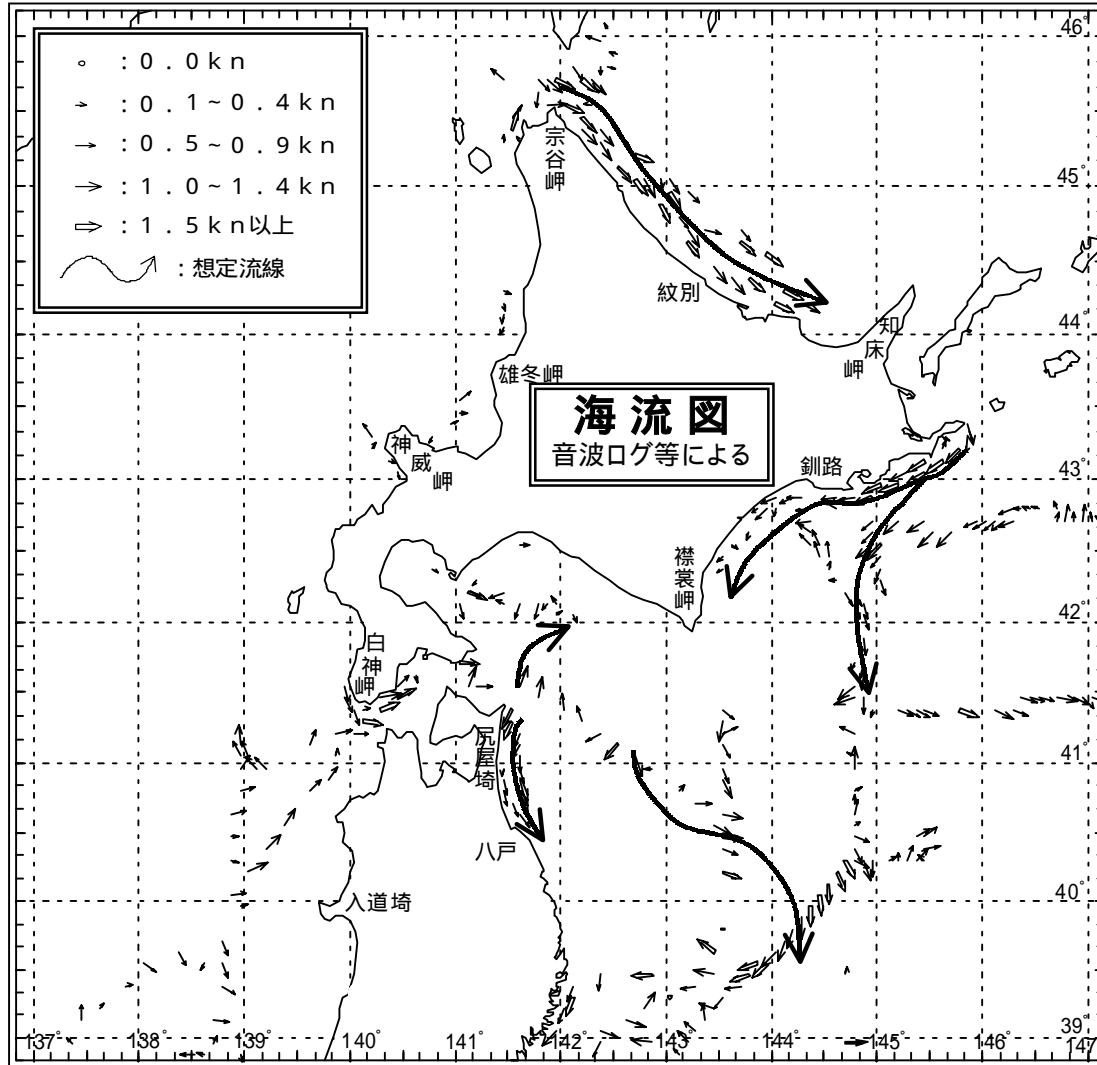 ：０．０ｋｎ
：０．１~０．４ｋｎ
：０．５~０．９ｋｎ
：１．０~１．４ｋｎ
：１．５ｋｎ以上
：想定流線
海流図
音波ログ等による
宗谷岬
紋別
知床岬
雄冬岬
神威岬
釧路
襟裳岬
白神岬
尻屋埼
八戸
入道埼
46°
45°
44°
43°
42°
41°
40°
39°
137°
138°
139°
140°
141°
142°
143°
144°
145°
146°
147